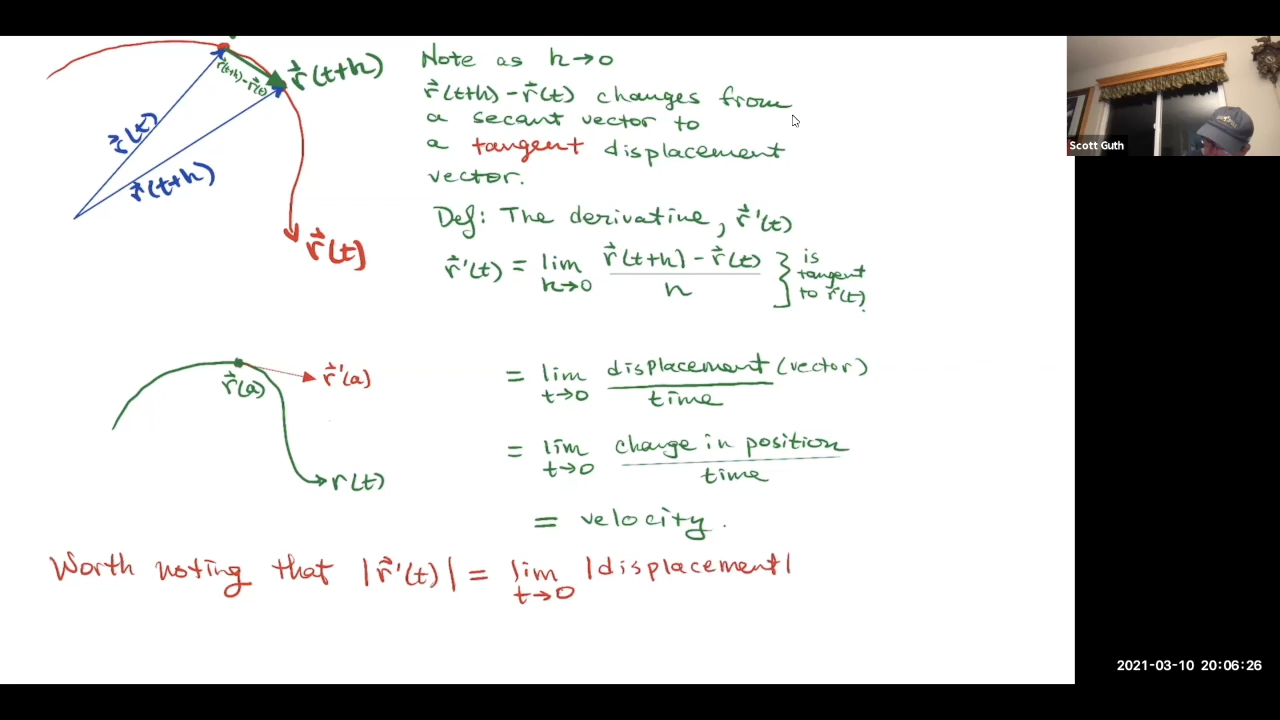 r⃗(t+h)
r⃗(t+h)-r⃗(t)
r⃗(t)
r⃗(t+h)
r⃗(t)
Note as h→0
r⃗(t+h) - r⃗(t) changes from
a secant vector to
a tangent displacement
vector.
Def: The derivative, r⃗'(t)
r⃗'(t) = lim h→0 (r⃗(t+h) - r⃗(t)) / h } is
tangent
to r⃗(t).
r⃗(a)
r⃗'(a)
r(t)
= lim t→0 displacement (vector) / time
= lim t→0 change in position / time
= velocity.
Worth noting that |r⃗'(t)| = lim t→0 |displacement|
Scott Guth
2021-03-10 20:06:26